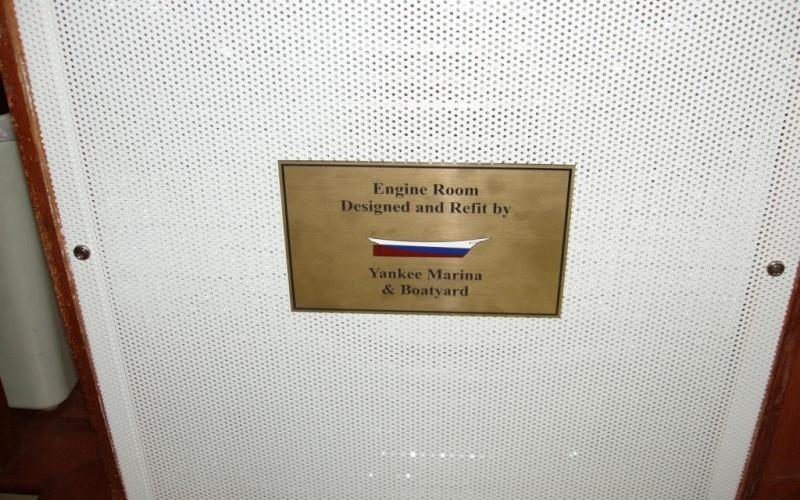 Engine Room
Designed and Refit by
Yankee Marina
& Boatyard